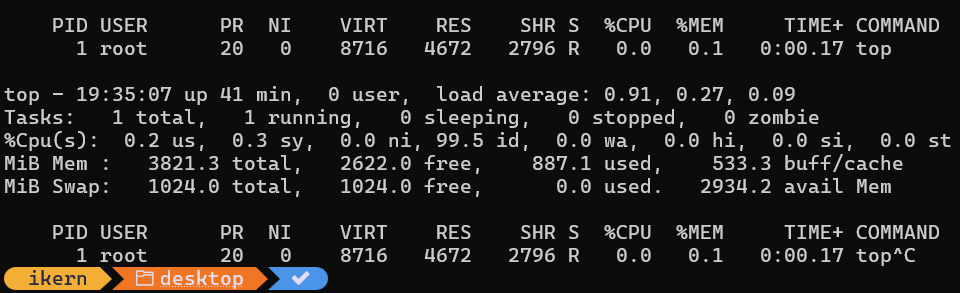 PID USER PR NI VIRT RES SHR S %CPU %MEM TIME+ COMMAND
1 root 20 0 8716 4672 2796 R 0.0 0.1 0:00.17 top
top - 19:35:07 up 41 min, 0 user, load average: 0.91, 0.27, 0.09
Tasks: 1 total, 1 running, 0 sleeping, 0 stopped, 0 zombie
%Cpu(s): 0.2 us, 0.3 sy, 0.0 ni, 99.5 id, 0.0 wa, 0.0 hi, 0.0 si, 0.0 st
MiB Mem : 3821.3 total, 2622.0 free, 887.1 used, 533.3 buff/cache
MiB Swap: 1024.0 total, 1024.0 free, 0.0 used. 2934.2 avail Mem
PID USER PR NI VIRT RES SHR S %CPU %MEM TIME+ COMMAND
1 root 20 0 8716 4672 2796 R 0.0 0.1 0:00.17 top^C
ikern desktop